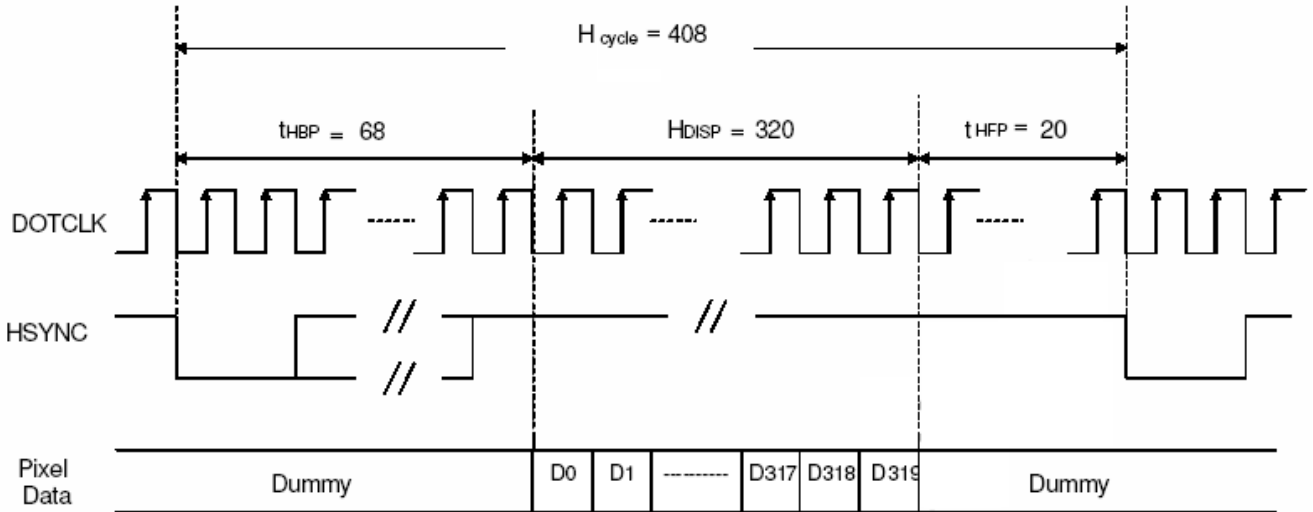 H cycle = 408
tHBP = 68
HDISP = 320
tHFP = 20
DOTCLK
HSYNC
Pixel
Data
Dummy
D0
D1
D317
D318
D319
Dummy